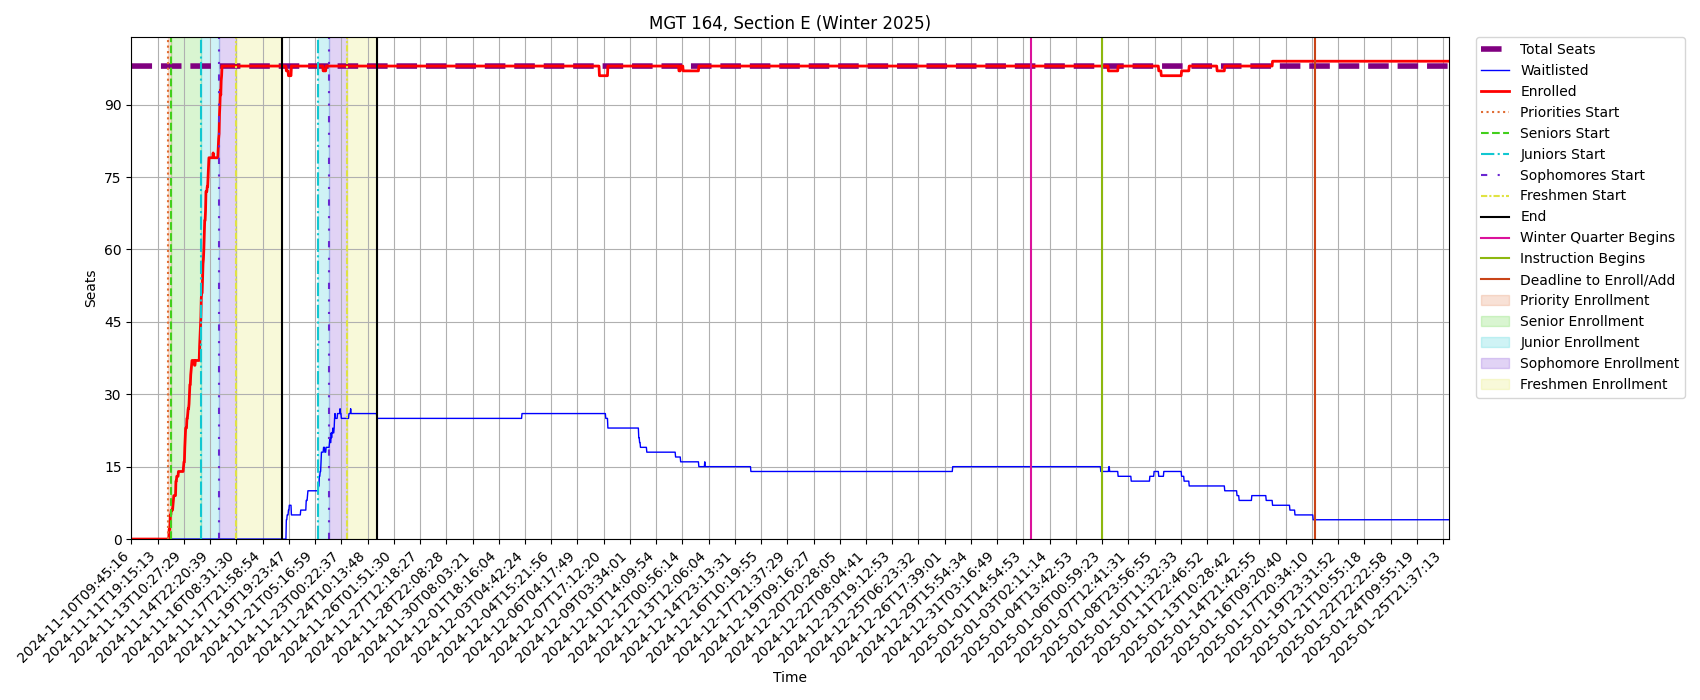 MGT 164, Section E (Winter 2025)
Seats
90
75
60
45
30
15
0
2024-11-10T09:45:16
2024-11-11T19:15:13
2024-11-13T10:27:29
2024-11-14T22:20:39
2024-11-16T08:31:30
2024-11-17T21:58:54
2024-11-19T19:23:47
2024-11-21T05:16:59
2024-11-23T00:22:37
2024-11-24T10:13:48
2024-11-26T01:51:30
2024-11-27T12:18:27
2024-11-28T22:08:28
2024-11-30T08:03:21
2024-12-01T18:16:04
2024-12-03T04:42:24
2024-12-04T15:21:56
2024-12-06T04:17:49
2024-12-07T17:12:20
2024-12-09T03:34:01
2024-12-10T14:09:54
2024-12-12T00:56:14
2024-12-13T12:06:04
2024-12-14T23:13:31
2024-12-16T10:19:55
2024-12-17T21:37:29
2024-12-19T09:16:27
2024-12-20T20:28:05
2024-12-22T08:04:41
2024-12-23T19:12:53
2024-12-25T06:23:32
2024-12-26T17:39:01
2024-12-29T15:54:34
2024-12-31T03:16:49
2025-01-01T14:54:53
2025-01-03T02:11:14
2025-01-04T13:42:53
2025-01-06T00:59:23
2025-01-07T12:41:31
2025-01-08T23:56:55
2025-01-10T11:32:33
2025-01-11T22:46:52
2025-01-13T10:28:42
2025-01-14T21:42:55
2025-01-16T09:20:40
2025-01-17T20:34:10
2025-01-19T23:31:52
2025-01-21T10:55:18
2025-01-22T22:22:58
2025-01-24T09:55:19
2025-01-25T21:37:13
Time
Total Seats
Waitlisted
Enrolled
Priorities Start
Seniors Start
Juniors Start
Sophomores Start
Freshmen Start
End
Winter Quarter Begins
Instruction Begins
Deadline to Enroll/Add
Priority Enrollment
Senior Enrollment
Junior Enrollment
Sophomore Enrollment
Freshmen Enrollment